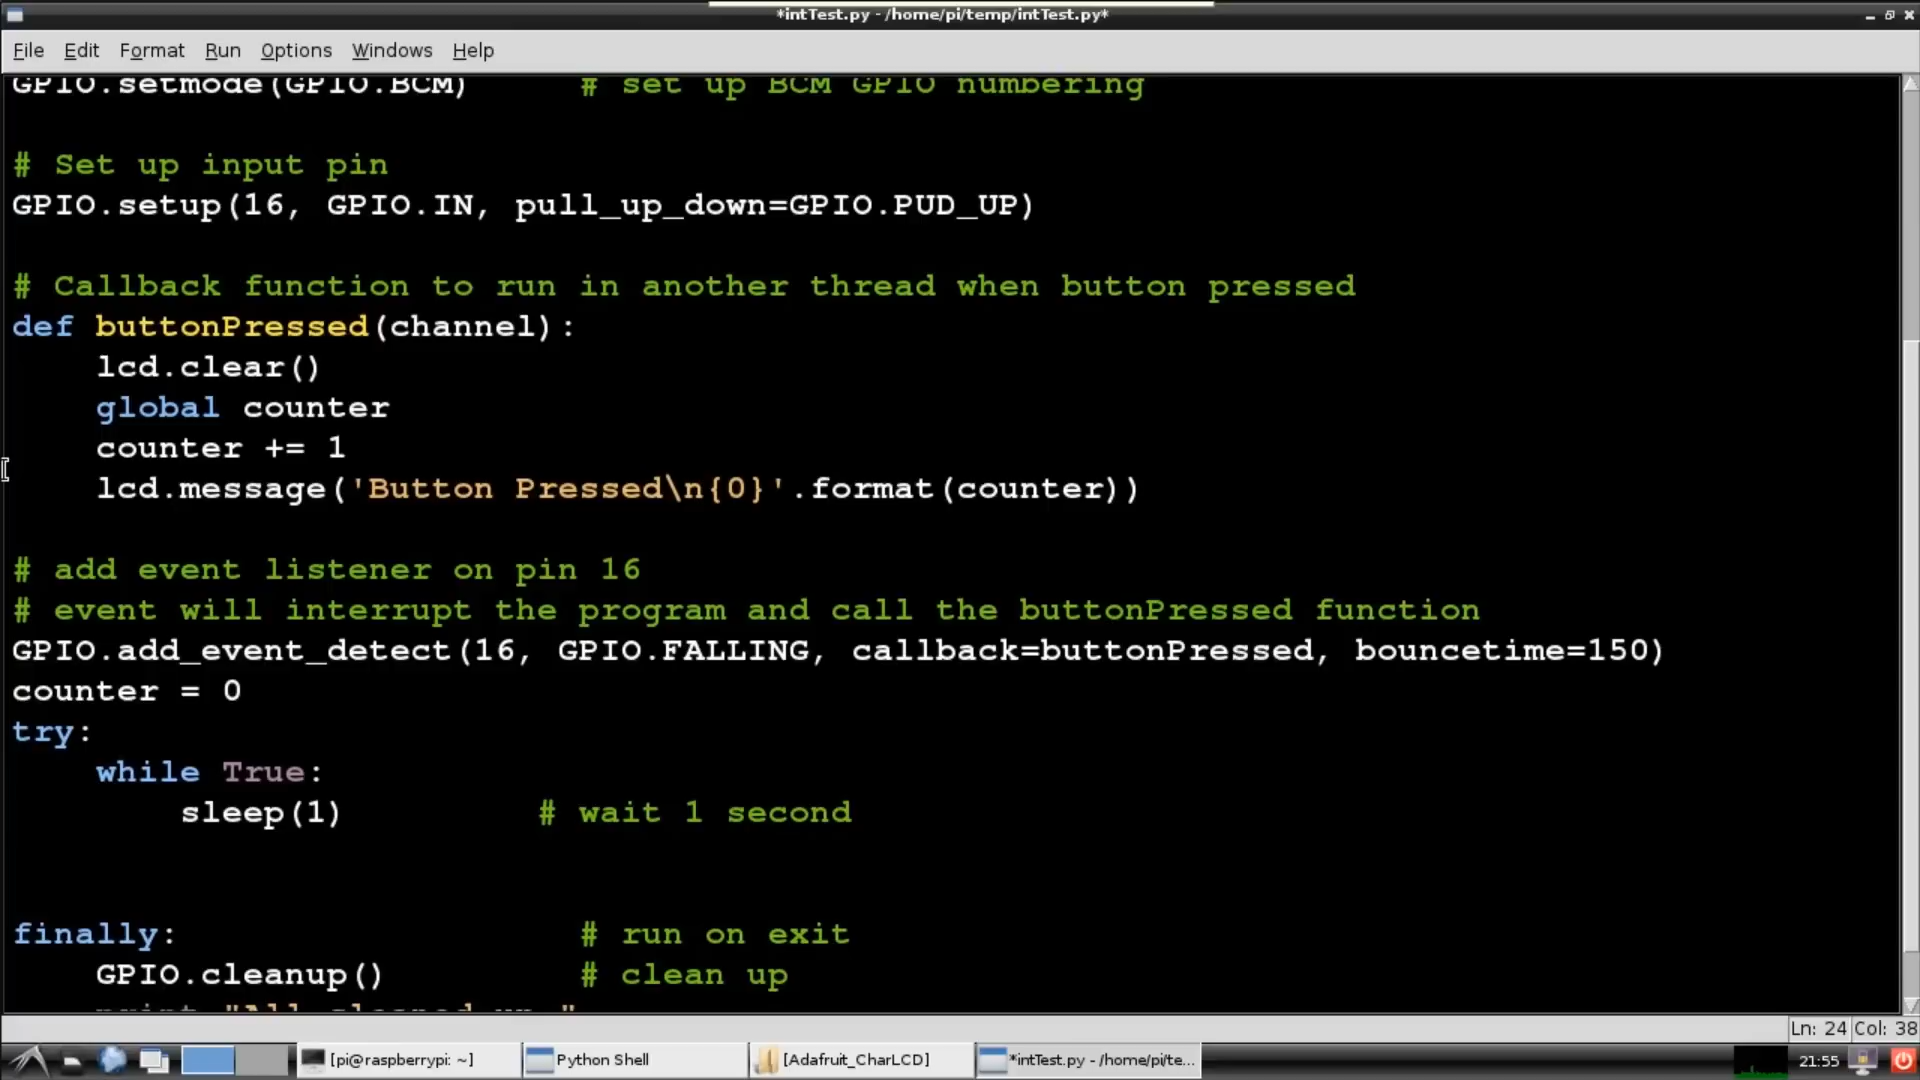 *intTest.py - /home/pi/temp/intTest.py*
File Edit Format Run Options Windows Help
GPIO.setmode(GPIO.BCM) # set up BCM GPIO numbering
# Set up input pin
GPIO.setup(16, GPIO.IN, pull_up_down=GPIO.PUD_UP)
# Callback function to run in another thread when button pressed
def buttonPressed(channel):
lcd.clear()
global counter
counter += 1
lcd.message('Button Pressed\n{0}'.format(counter))
# add event listener on pin 16
# event will interrupt the program and call the buttonPressed function
GPIO.add_event_detect(16, GPIO.FALLING, callback=buttonPressed, bouncetime=150)
counter = 0
try:
while True:
sleep(1) # wait 1 second
finally: # run on exit
GPIO.cleanup() # clean up
print "All cleaned up."
Ln: 24 Col: 38
[pi@raspberrypi: ~] Python Shell [Adafruit_CharLCD] *intTest.py - /home/pi/te... 21:55